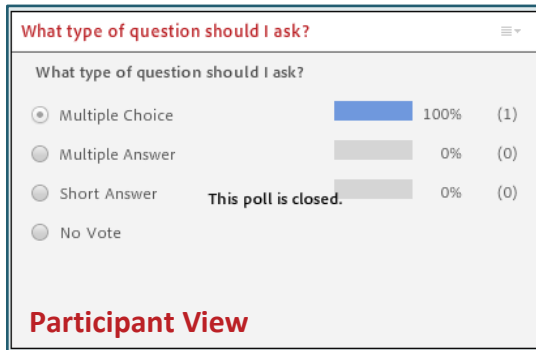 What type of question should I ask?
What type of question should I ask?
Multiple Choice 100% (1)
Multiple Answer 0% (0)
Short Answer 0% (0)
This poll is closed.
No Vote
Participant View